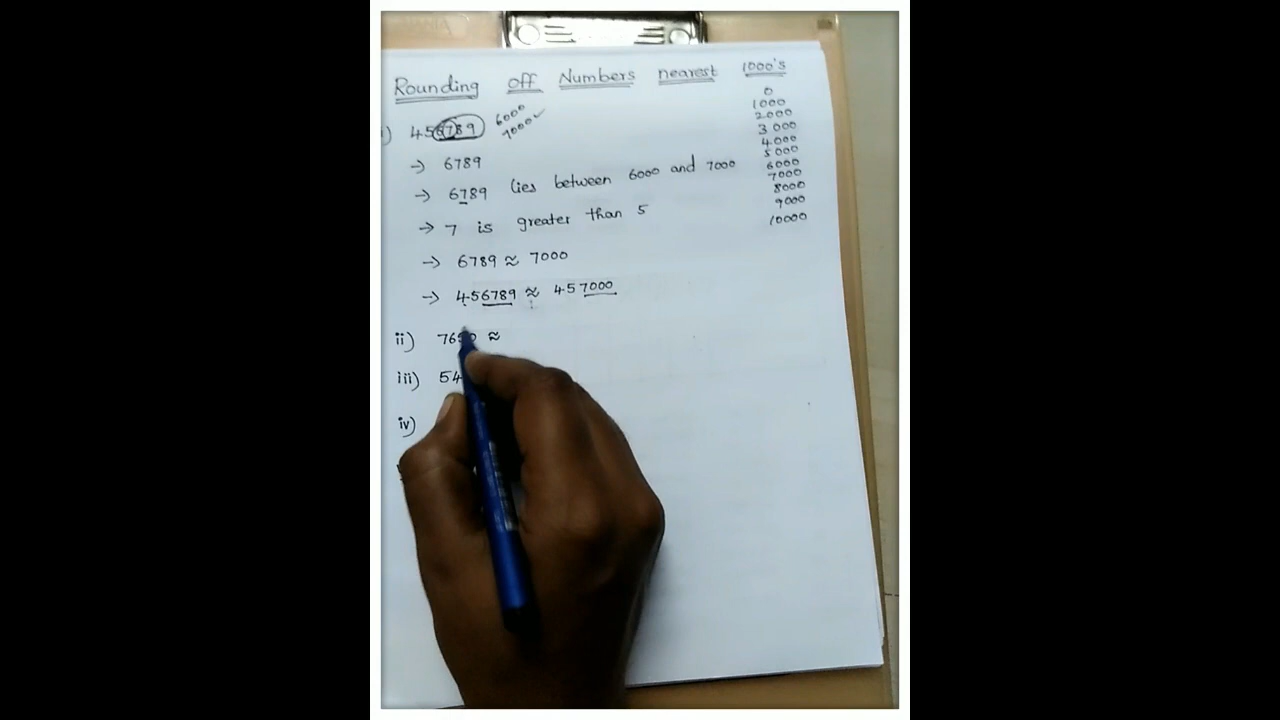 Rounding off Numbers nearest 1000's
) 456789 6000
7000 ✓
0
1000
2000
3000
4000
5000
6000
7000
8000
9000
10000
→ 6789
→ 6789 lies between 6000 and 7000
→ 7 is greater than 5
→ 6789 ≈ 7000
→ 456789 ≈ 457000
ii) ≈
iii) 54
iv)